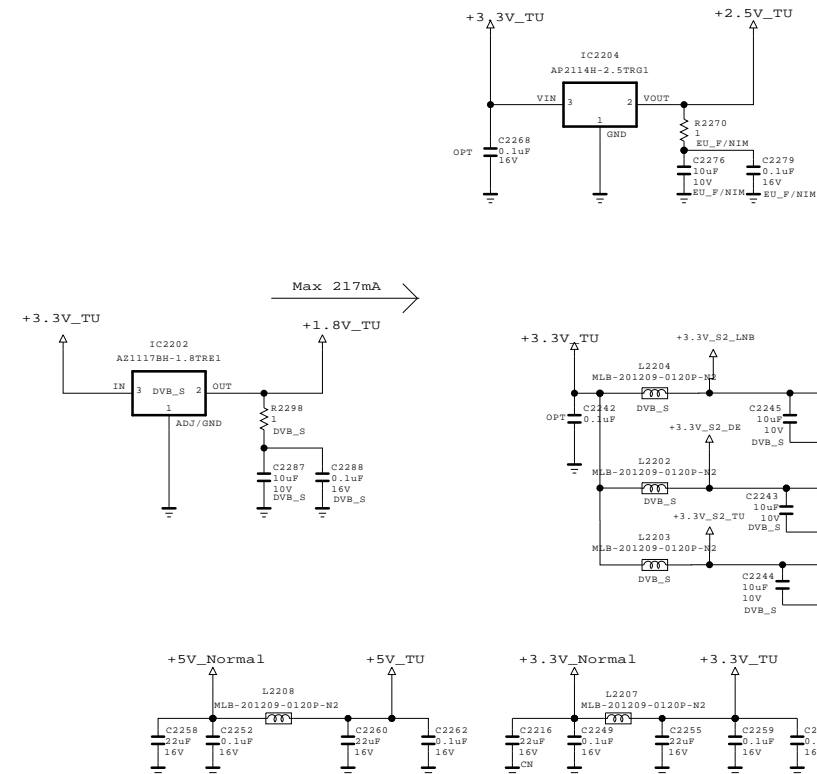 +3.3V_TU
+2.5V_TU
IC2204
AP2114H-2.5TRG1
VIN
3
2
VOUT
1
GND
OPT
C2268
0.1uF
16V
R2270
1
EU_F/NIM
C2276
10uF
10V
EU_F/NIM
C2279
0.1uF
16V
EU_F/NIM
Max 217mA
+3.3V_TU
+1.8V_TU
IC2202
AZ1117BH-1.8TRE1
IN
3
DVB_S
2
OUT
1
ADJ/GND
R2298
1
DVB_S
C2287
10uF
10V
DVB_S
C2288
0.1uF
16V
DVB_S
+3.3V_TU
+3.3V_S2_LNB
L2204
MLB-201209-0120P-N2
DVB_S
OPT
C2242
0.1uF
C2245
10uF
10V
DVB_S
+3.3V_S2_DE
L2202
MLB-201209-0120P-N2
DVB_S
C2243
10uF
10V
DVB_S
+3.3V_S2_TU
L2203
MLB-201209-0120P-N2
DVB_S
C2244
10uF
10V
DVB_S
+5V_Normal
+5V_TU
L2208
MLB-201209-0120P-N2
C2258
22uF
16V
C2252
0.1uF
16V
C2260
22uF
16V
C2262
0.1uF
16V
+3.3V_Normal
+3.3V_TU
L2207
MLB-201209-0120P-N2
C2216
22uF
16V
CN
C2249
0.1uF
16V
C2255
22uF
16V
C2259
0.1uF
16V